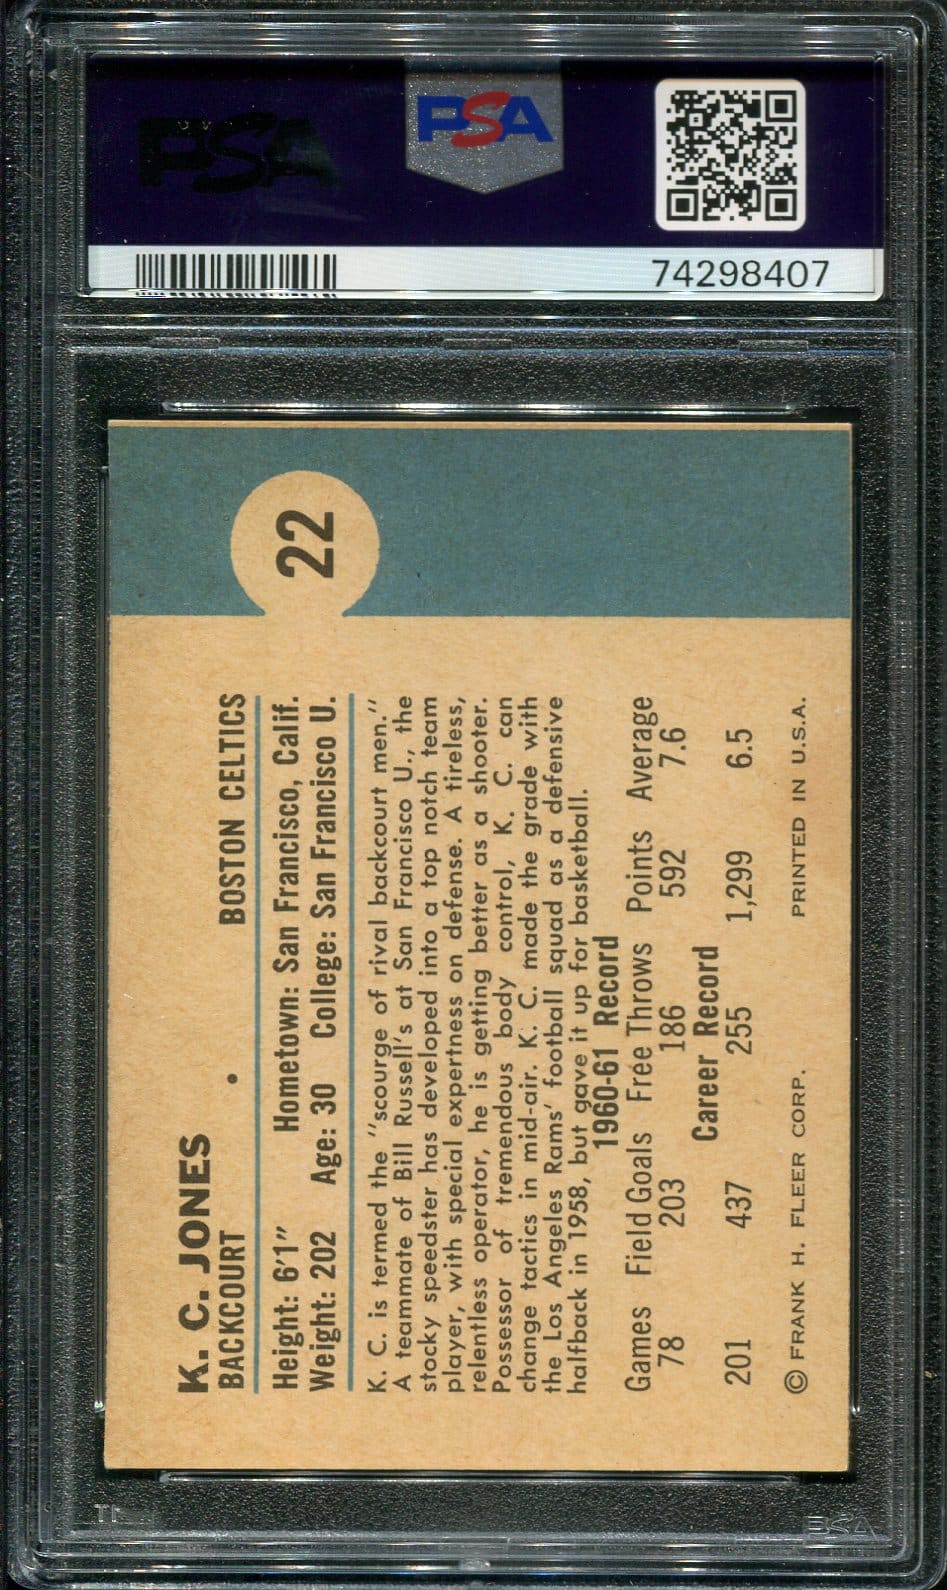 PSA
PSA
74298407
22
K. C. JONES
BACKCOURT • BOSTON CELTICS
Height: 6'1" Hometown: San Francisco, Calif.
Weight: 202 Age: 30 College: San Francisco U.
K. C. is termed the "scourge of rival backcourt men."
A teammate of Bill Russell's at San Francisco U., the
stocky speedster has developed into a top notch team
player, with special expertness on defense. A tireless,
relentless operator, he is getting better as a shooter.
Possessor of tremendous body control, K. C. can
change tactics in mid-air. K. C. made the grade with
the Los Angeles Rams' football squad as a defensive
halfback in 1958, but gave it up for basketball.
1960-61 Record
Games Field Goals Free Throws Points Average
78 203 186 592 7.6
Career Record
201 437 255 1,299 6.5
© FRANK H. FLEER CORP. PRINTED IN U.S.A.
PSA